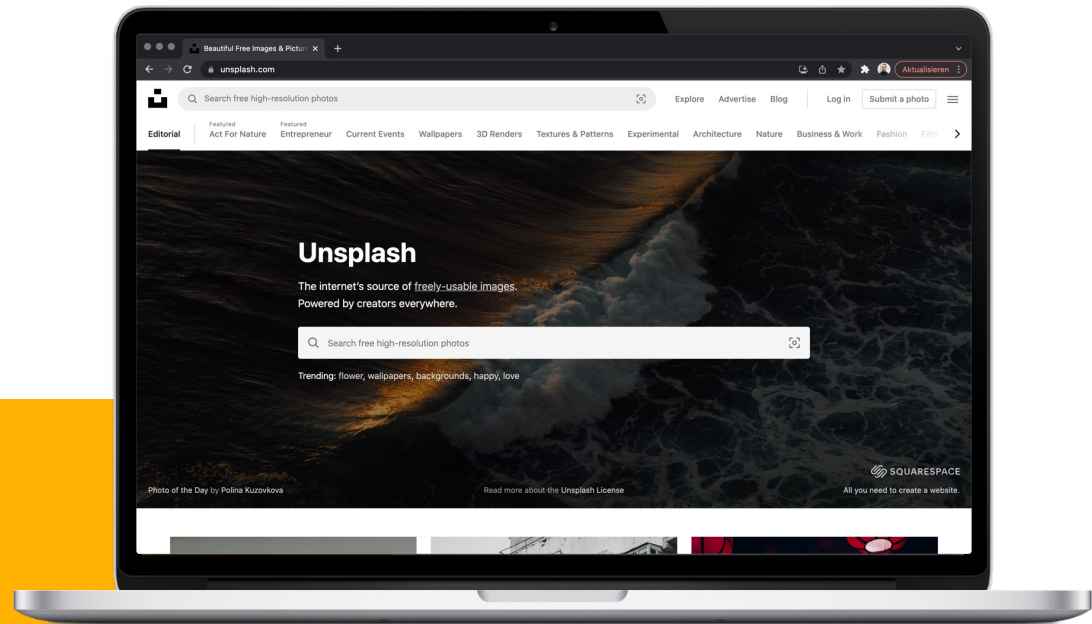 Beautiful Free Images & Pictur
unsplash.com
Aktualisieren
Search free high-resolution photos
Explore Advertise Blog Log in Submit a photo
Editorial
Featured
Act For Nature
Featured
Entrepreneur
Current Events Wallpapers 3D Renders Textures & Patterns Experimental Architecture Nature Business & Work Fashion
Unsplash
The internet's source of freely-usable images.
Powered by creators everywhere.
Search free high-resolution photos
Trending: flower, wallpapers, backgrounds, happy, love
SQUARESPACE
Photo of the Day by Polina Kuzovkova
Read more about the Unsplash License
All you need to create a website.